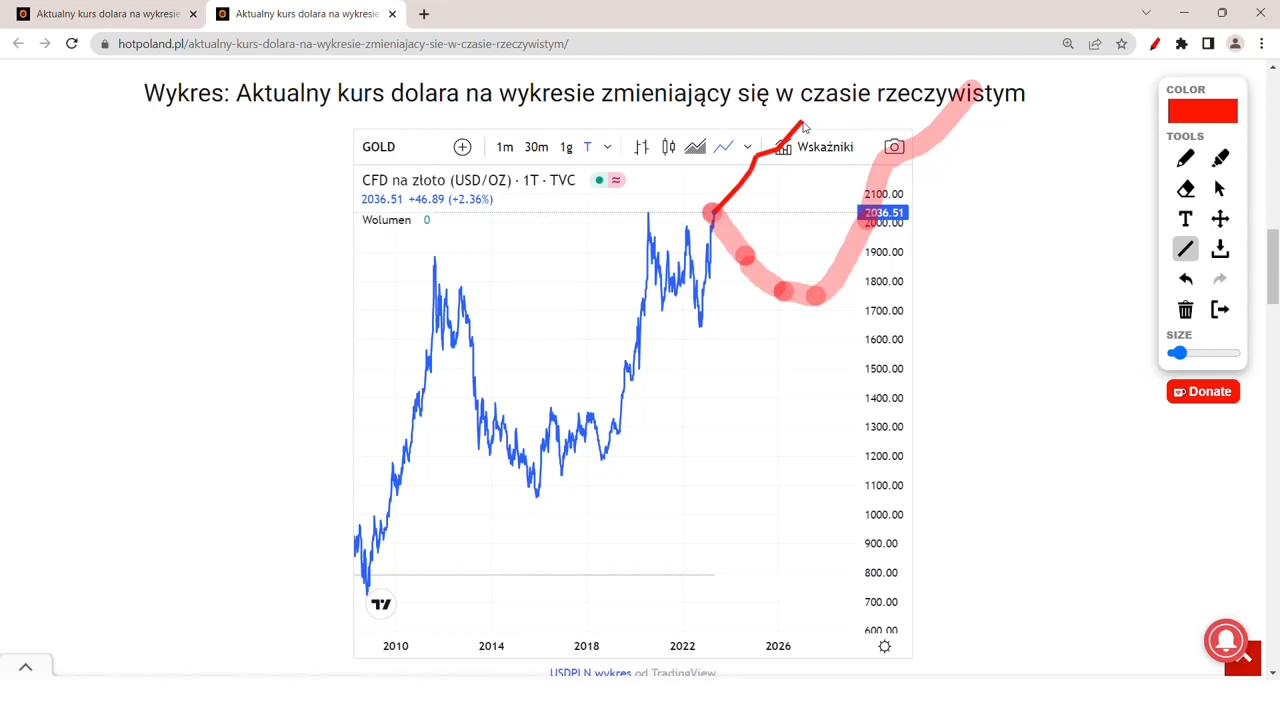 Aktualny kurs dolara na wykresie
Aktualny kurs dolara na wykresie
hotpoland.pl/aktualny-kurs-dolara-na-wykresie-zmieniajacy-sie-w-czasie-rzeczywistym/
Wykres: Aktualny kurs dolara na wykresie zmieniający się w czasie rzeczywistym
GOLD 1m 30m 1g T Wskaźniki
CFD na złoto (USD/OZ) · 1T · TVC
2036.51 +46.89 (+2.36%)
Wolumen 0
2100.00
2036.51
2000.00
1900.00
1800.00
1700.00
1600.00
1500.00
1400.00
1300.00
1200.00
1100.00
1000.00
900.00
800.00
700.00
600.00
2010 2014 2018 2022 2026
USDPLN wykres od TradingView
COLOR
TOOLS
T
SIZE
Donate